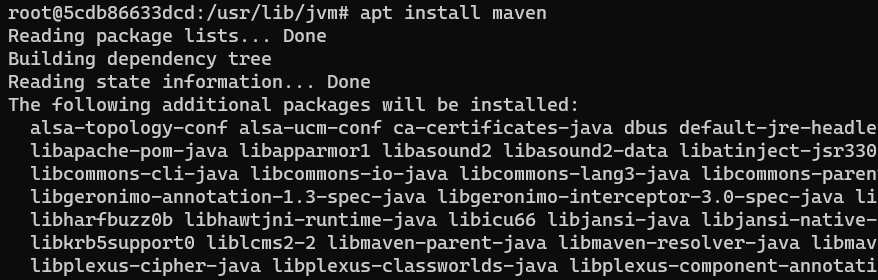 root@5cdb86633dcd:/usr/lib/jvm# apt install maven
Reading package lists... Done
Building dependency tree
Reading state information... Done
The following additional packages will be installed:
alsa-topology-conf alsa-ucm-conf ca-certificates-java dbus default-jre-headle
libapache-pom-java libapparmor1 libasound2 libasound2-data libatinject-jsr330
libcommons-cli-java libcommons-io-java libcommons-lang3-java libcommons-paren
libgeronimo-annotation-1.3-spec-java libgeronimo-interceptor-3.0-spec-java li
libharfbuzz0b libhawtjni-runtime-java libicu66 libjansi-java libjansi-native-
libkrb5support0 liblcms2-2 libmaven-parent-java libmaven-resolver-java libmav
libplexus-cipher-java libplexus-classworlds-java libplexus-component-annotati